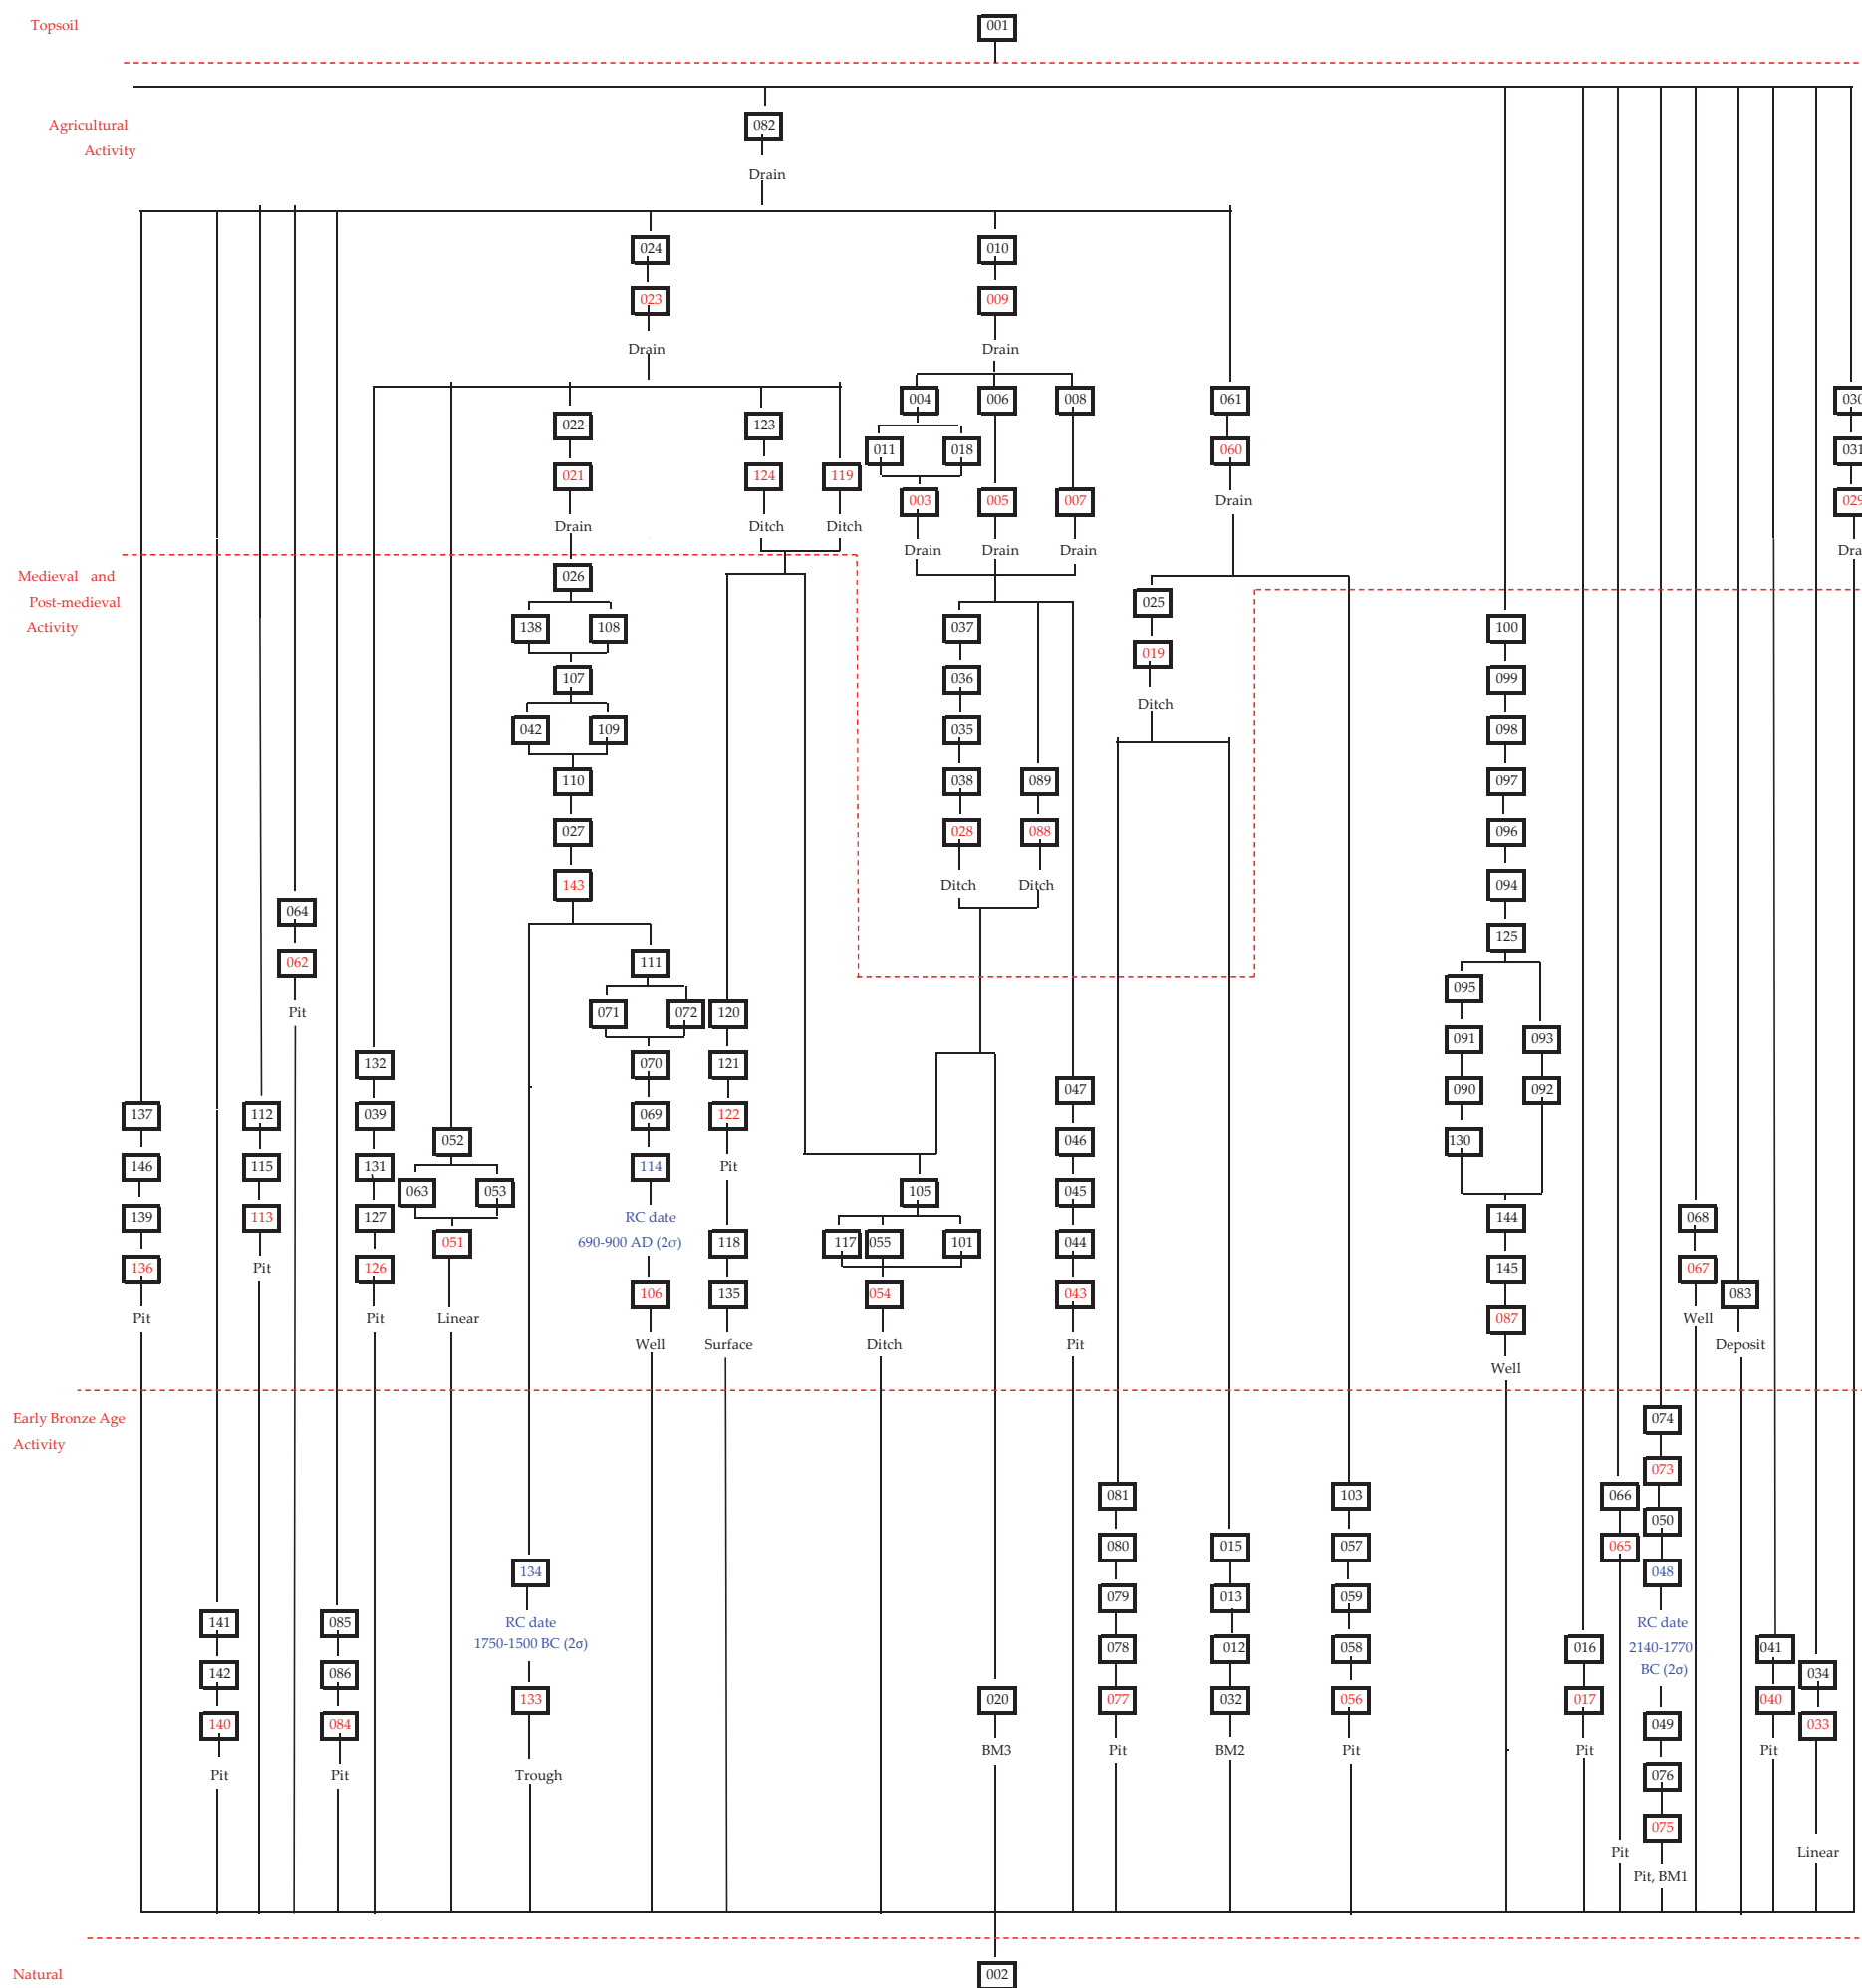 Topsoil
001
Agricultural
Activity
082
Drain
024
010
023
009
Drain
Drain
004
006
008
061
030
022
123
011
018
060
031
021
124
119
003
005
007
Drain
029
Drain
Ditch
Ditch
Drain
Drain
Drain
Dra
Medieval and
Post-medieval
Activity
026
025
138
108
037
100
019
107
036
099
Ditch
042
109
035
098
110
038
089
097
027
028
088
096
143
Ditch
Ditch
094
064
125
062
111
095
Pit
071
072
120
091
093
132
070
121
047
090
092
137
112
039
069
122
046
130
052
146
115
131
114
Pit
063
053
105
045
139
113
127
RC date
144
068
690-900 AD (2σ)
051
118
117
055
101
044
Pit
136
126
106
135
054
043
145
067
083
Pit
Pit
Linear
Well
Surface
Ditch
Pit
087
Well
Deposit
Well
Early Bronze Age
Activity
074
073
081
103
066
050
080
015
057
065
134
048
079
013
059
141
085
RC date
1750-1500 BC (2σ)
RC date
2140-1770
BC (2σ)
078
012
058
016
041
142
086
034
133
020
077
032
056
017
040
140
084
049
033
BM3
Pit
BM2
Pit
Pit
Pit
Pit
Pit
Trough
076
075
Pit
Linear
Pit, BM1
Natural
002